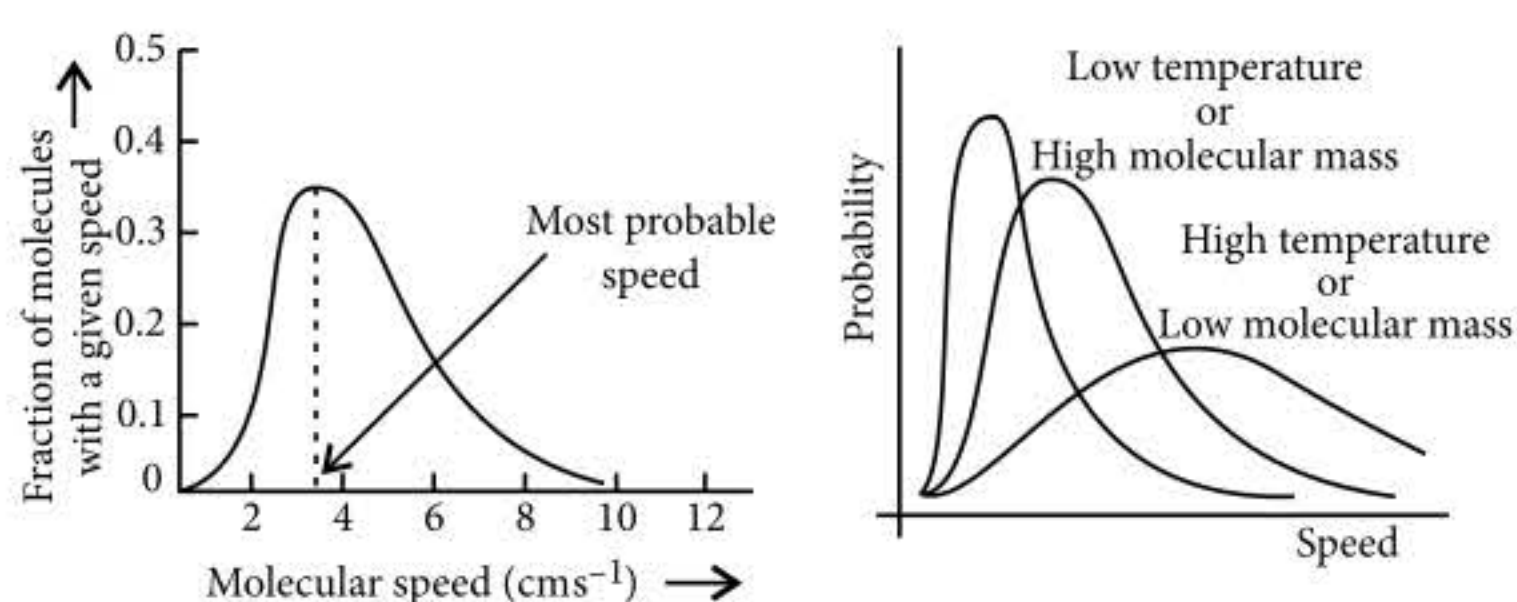 0.5
0.4
0.3
0.2
0.1
0
Fraction of molecules
with a given speed
Most probable
speed
2 4 6 8 10 12
Molecular speed (cms⁻¹)
Low temperature
or
High molecular mass
High temperature
or
Low molecular mass
Probability
Speed